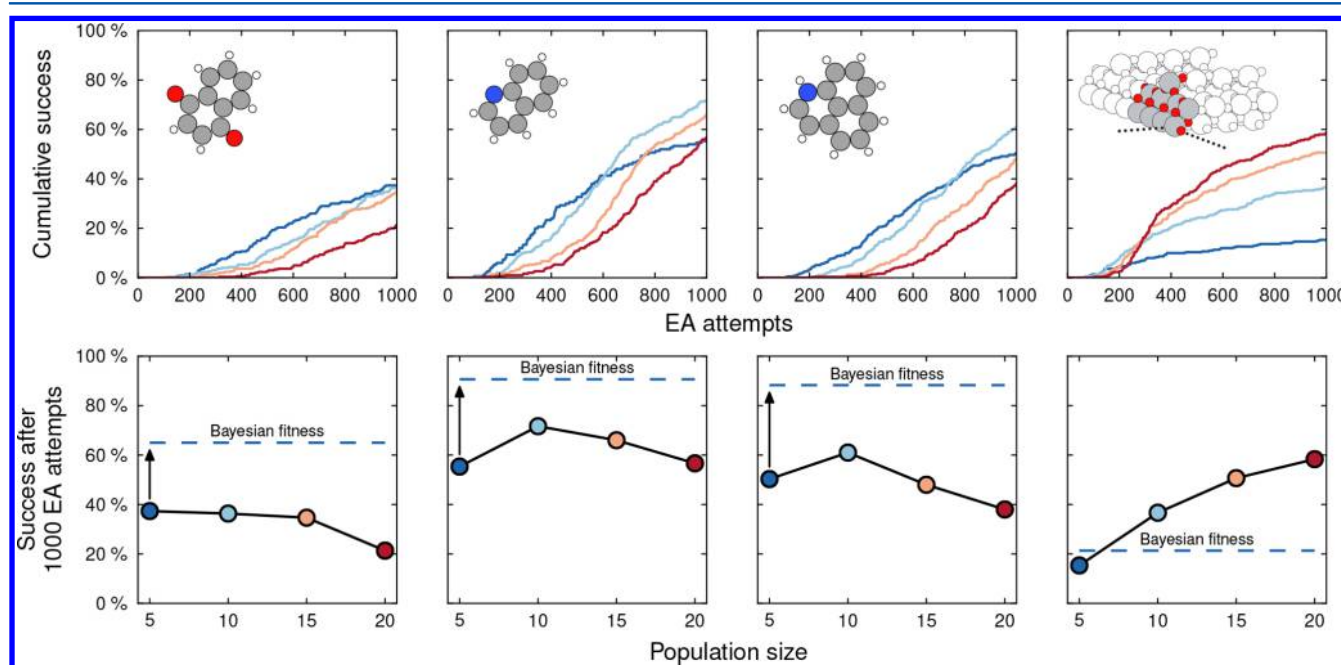 100 %
80 %
60 %
40 %
20 %
0 %
Cumulative success
0 200 400 600 800 1000
0 200 400 600 800 1000
0 200 400 600 800 1000
0 200 400 600 800 1000
EA attempts
100 %
80 %
60 %
40 %
20 %
0 %
Success after
1000 EA attempts
Bayesian fitness
Bayesian fitness
Bayesian fitness
Bayesian fitness
5 10 15 20
5 10 15 20
5 10 15 20
5 10 15 20
Population size